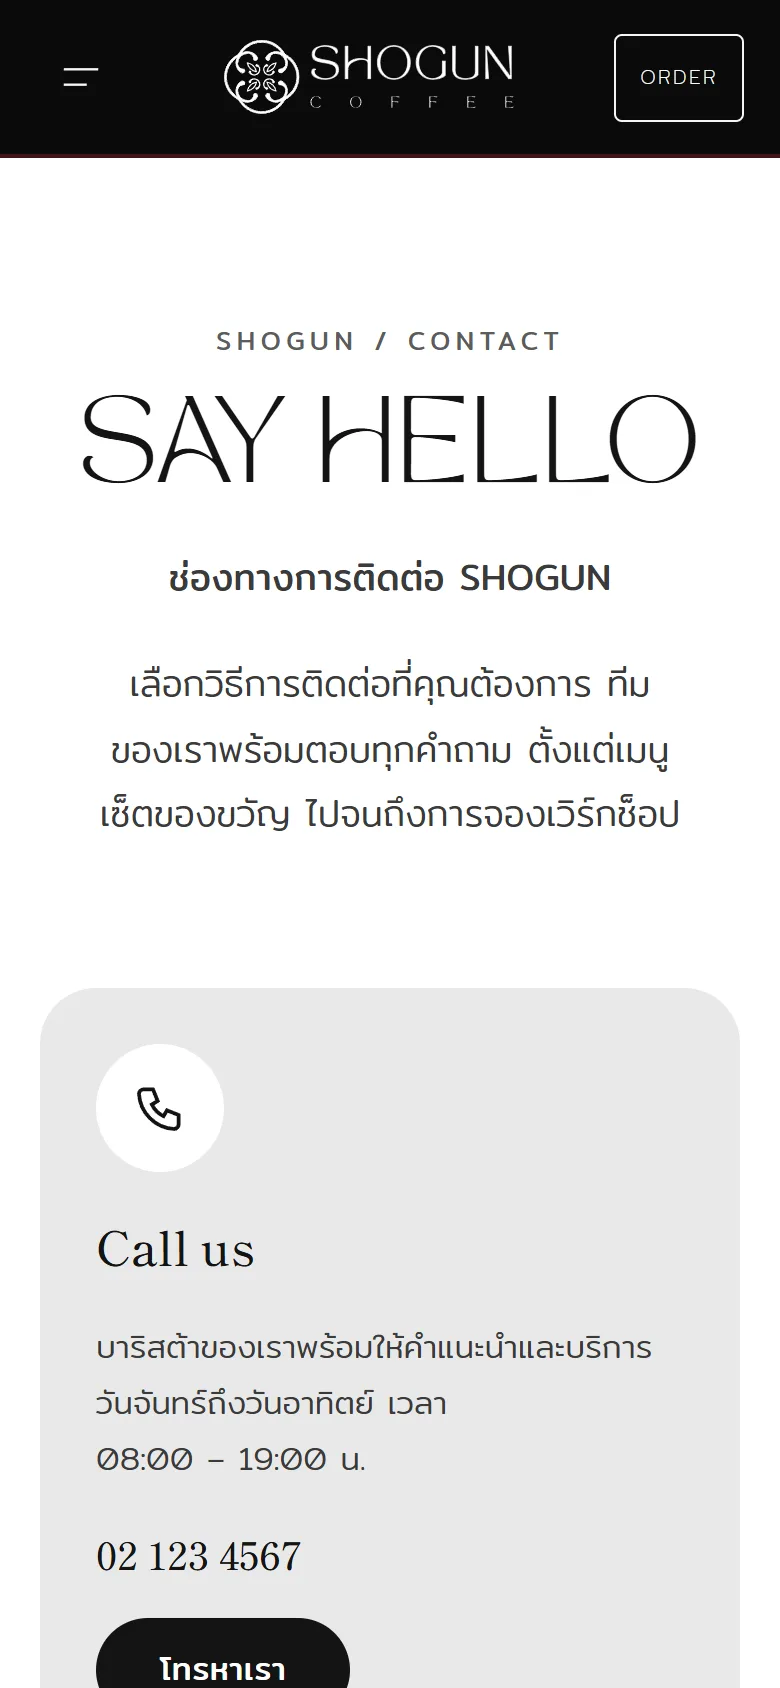 SHOGUN
COFFEE
ORDER
SHOGUN / CONTACT
SAY HELLO
ช่องทางการติดต่อ SHOGUN
เลือกวิธีการติดต่อที่คุณต้องการ ทีม
ของเราพร้อมตอบทุกคำถาม ตั้งแต่เมนู
เซ็ตของขวัญ ไปจนถึงการจองเวิร์กช็อป
Call us
บาริสต้าของเราพร้อมให้คำแนะนำและบริการ
วันจันทร์ถึงวันอาทิตย์ เวลา
08:00 – 19:00 น.
02 123 4567
โทรหาเรา